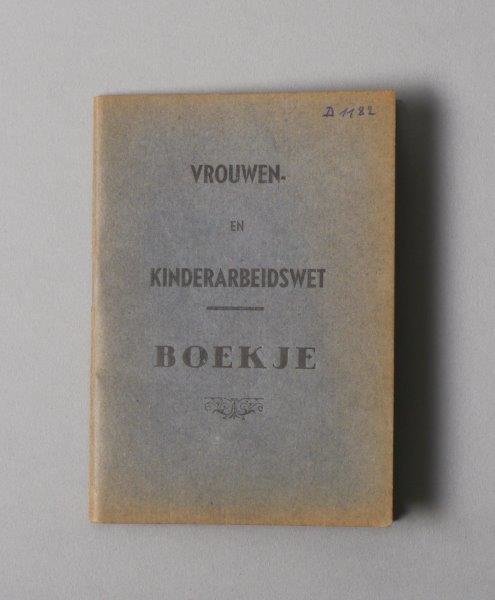 D 1182
VROUWEN-
EN
KINDERARBEIDSWET
BOEKJE